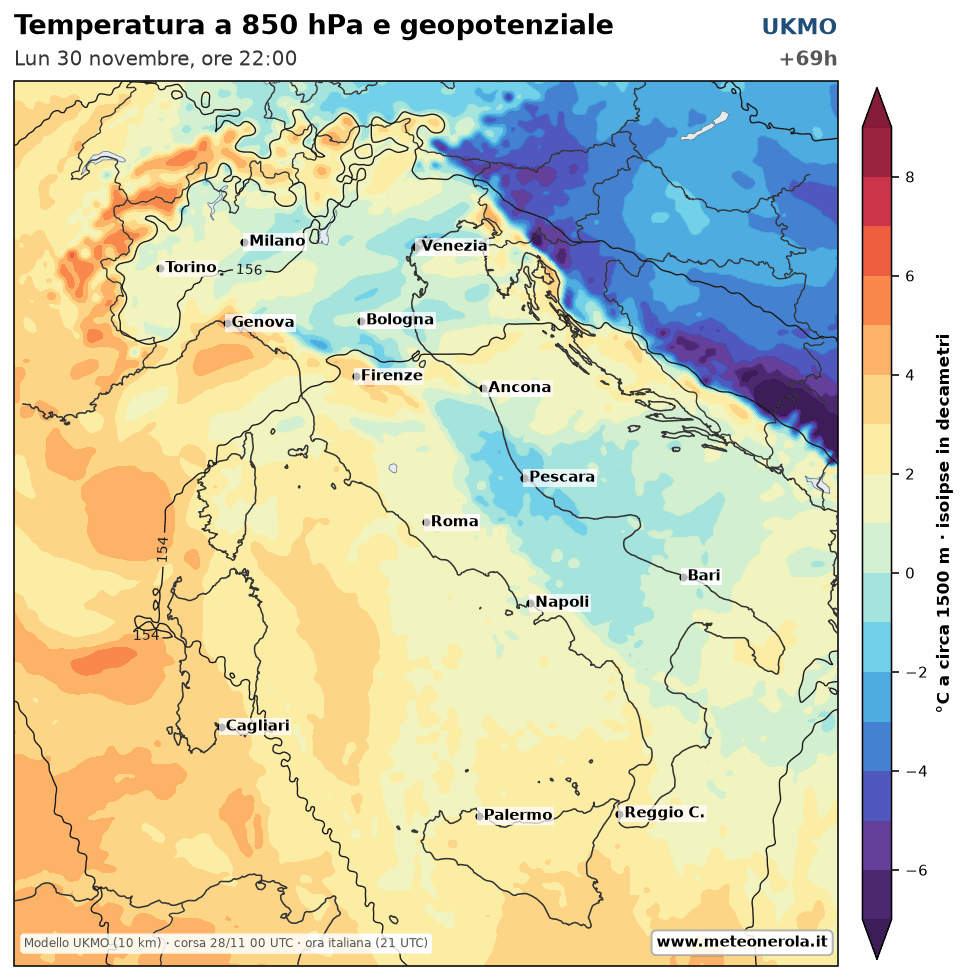 Temperatura a 850 hPa e geopotenziale
UKMO
Lun 30 novembre, ore 22:00
+69h
Milano
Venezia
Torino
156
Genova
Bologna
Firenze
Ancona
Pescara
Roma
154
Bari
Napoli
154
Cagliari
Palermo
Reggio C.
8
6
4
2
0
−2
−4
−6
°C a circa 1500 m · isoipse in decametri
Modello UKMO (10 km) · corsa 28/11 00 UTC · ora italiana (21 UTC)
www.meteonerola.it